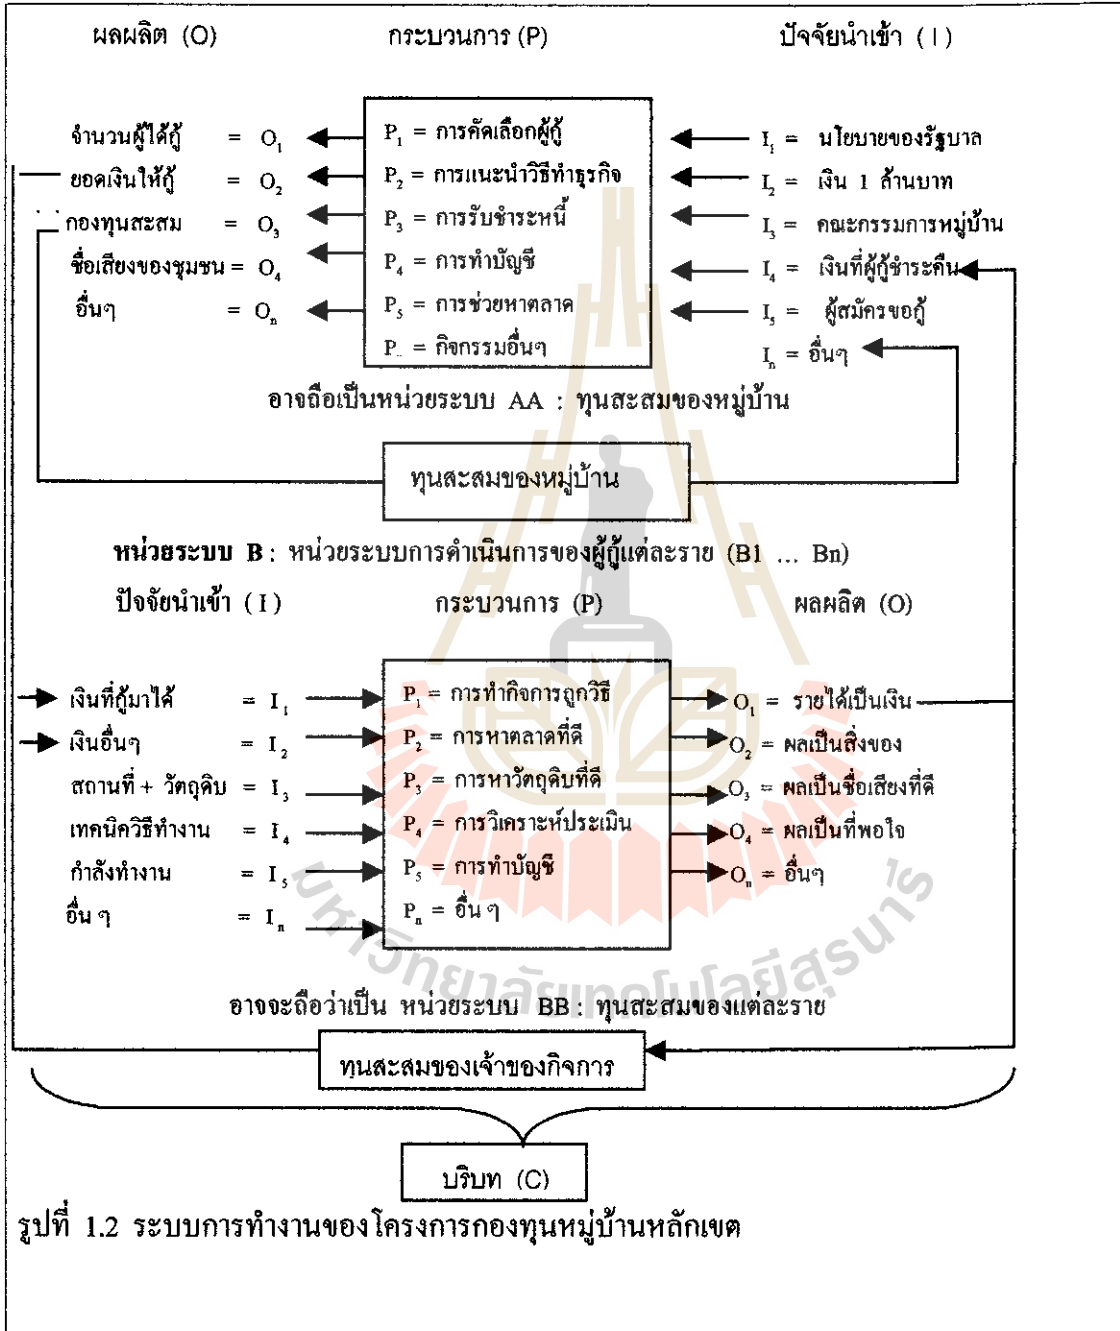 ผลผลิต (O) กระบวนการ (P) ปัจจัยนำเข้า (I)
จำนวนผู้ได้กู้ = O1 P1 = การคัดเลือกผู้กู้ I1 = นโยบายของรัฐบาล
ยอดเงินให้กู้ = O2 P2 = การแนะนำวิธีทำธุรกิจ I2 = เงิน 1 ล้านบาท
กองทุนสะสม = O3 P3 = การรับชำระหนี้ I3 = คณะกรรมการหมู่บ้าน
ชื่อเสียงของชุมชน = O4 P4 = การทำบัญชี I4 = เงินที่ผู้กู้ชำระคืน
อื่นๆ = On P5 = การช่วยหาตลาด I5 = ผู้สมัครขอกู้
P.. = กิจกรรมอื่นๆ In = อื่นๆ
อาจถือเป็นหน่วยระบบ AA : ทุนสะสมของหมู่บ้าน
ทุนสะสมของหมู่บ้าน
หน่วยระบบ B : หน่วยระบบการดำเนินการของผู้กู้แต่ละราย (B1 ... Bn)
ปัจจัยนำเข้า (I) กระบวนการ (P) ผลผลิต (O)
เงินที่กู้มาได้ = I1 P1 = การทำกิจการถูกวิธี O1 = รายได้เป็นเงิน
เงินอื่นๆ = I2 P2 = การหาตลาดที่ดี O2 = ผลเป็นสิ่งของ
สถานที่ + วัตถุดิบ = I3 P3 = การหาวัตถุดิบที่ดี O3 = ผลเป็นชื่อเสียงที่ดี
เทคนิควิธีทำงาน = I4 P4 = การวิเคราะห์ประเมิน O4 = ผลเป็นที่พอใจ
กำลังทำงาน = I5 P5 = การทำบัญชี On = อื่นๆ
อื่น ๆ = In Pn = อื่น ๆ
มหาวิทยาลัยเทคโนโลยีสุรนารี
อาจจะถือว่าเป็น หน่วยระบบ BB : ทุนสะสมของแต่ละราย
ทุนสะสมของเจ้าของกิจการ
บริบท (C)
รูปที่ 1.2 ระบบการทำงานของโครงการกองทุนหมู่บ้านหลักเขต